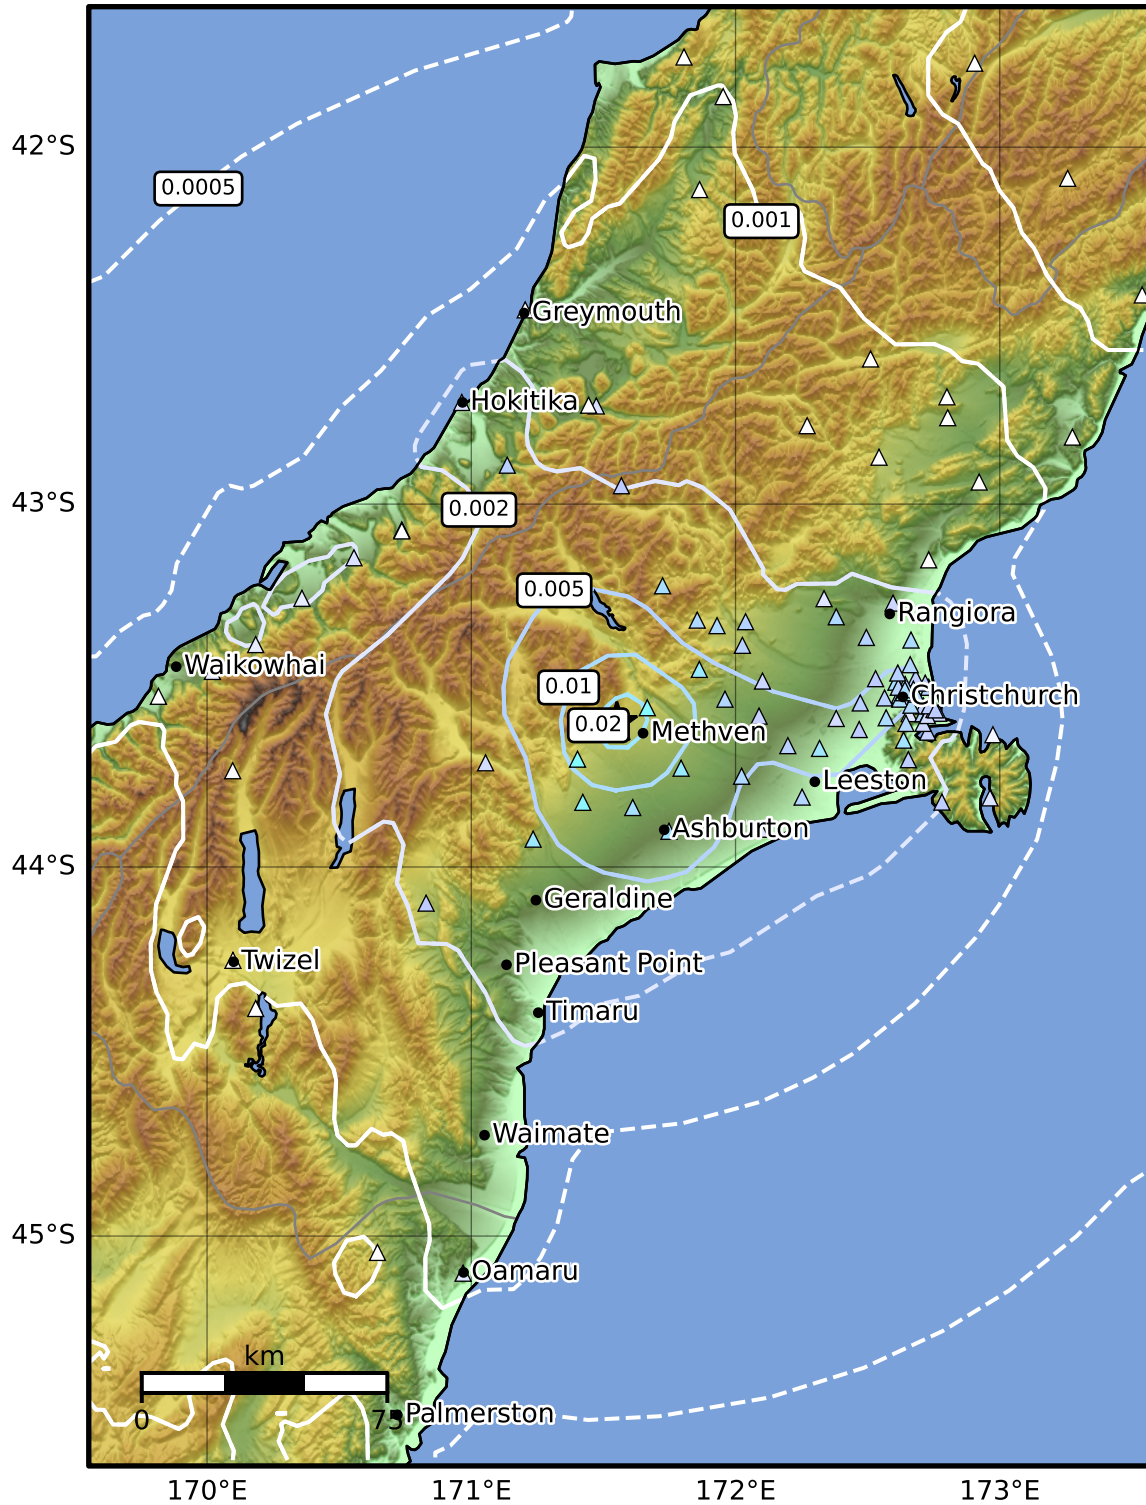 42°S
0.0005
0.001
Greymouth
Hokitika
43°S
0.002
0.005
Rangiora
Waikowhai
0.01
Christchurch
0.02
Methven
Leeston
Ashburton
44°S
Geraldine
Twizel
Pleasant Point
Timaru
Waimate
45°S
Oamaru
km
0 75
Palmerston
170°E 171°E 172°E 173°E